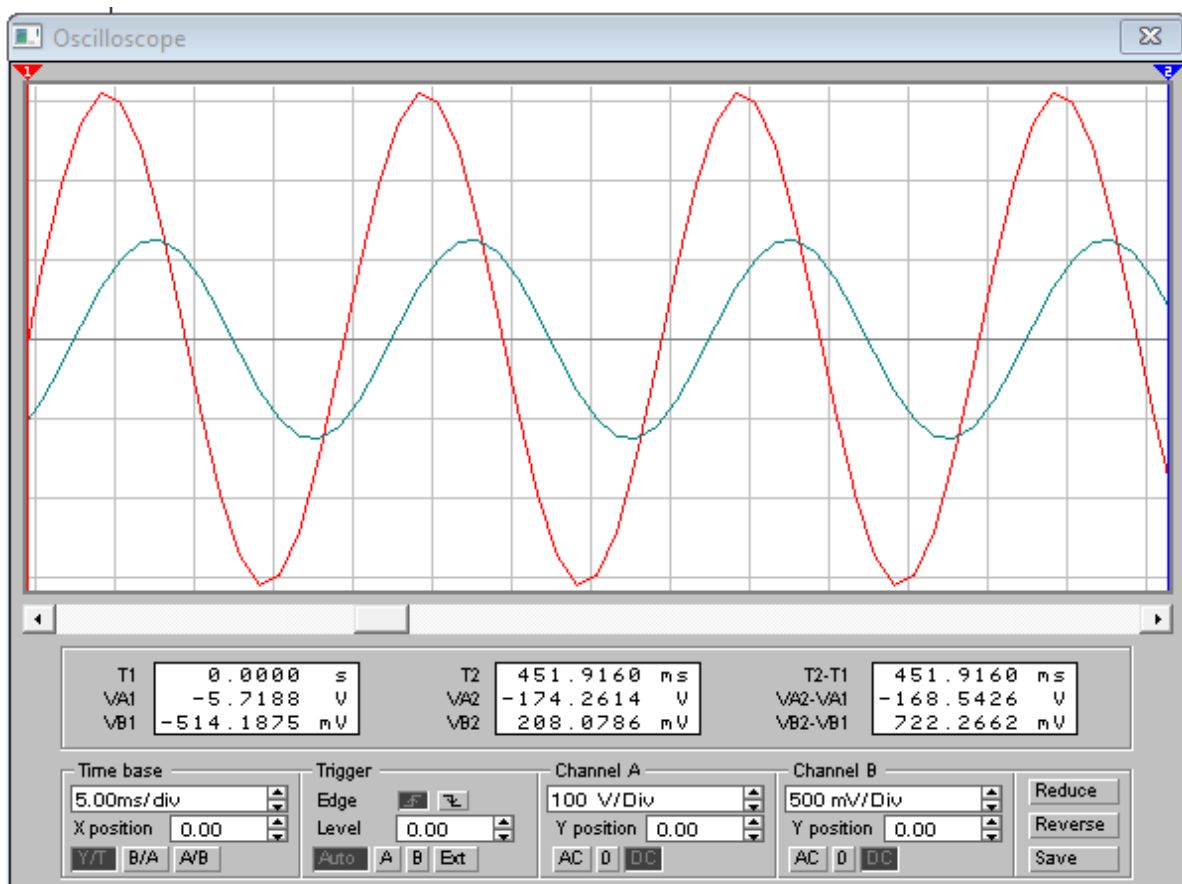 Oscilloscope
1 2
T1 0.0000 s T2 451.9160 ms T2-T1 451.9160 ms
VA1 -5.7188 V VA2 -174.2614 V VA2-VA1 -168.5426 V
VB1 -514.1875 mV VB2 208.0786 mV VB2-VB1 722.2662 mV
Time base Trigger Channel A Channel B
5.00ms/div Edge 100 V/Div 500 mV/Div Reduce
X position 0.00 Level 0.00 Y position 0.00 Y position 0.00 Reverse
Y/T B/A A/B Auto A B Ext AC 0 DC AC 0 DC Save